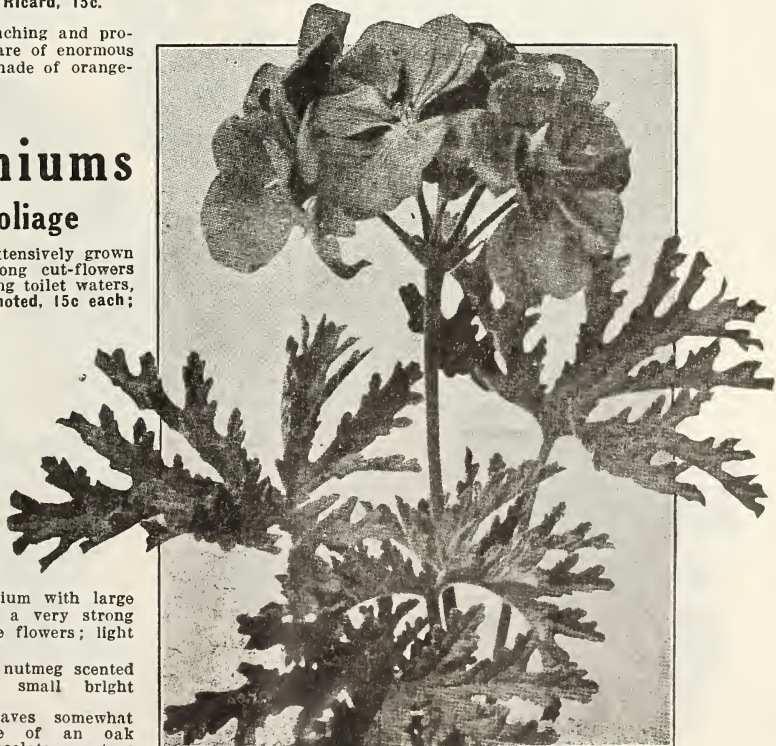 Ricard, 15c.
aching and pro-
are of enormous
hade of orange-
niums
oliage
xtensively grown
ong cut-flowers
ng toilet waters,
noted, 15c each;
ium with large
a very strong
e flowers; light
nutmeg scented
small bright
aves somewhat
e of an oak